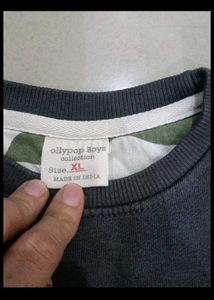 ollypop Boys
collection
Size. XL
MADE IN INDIA